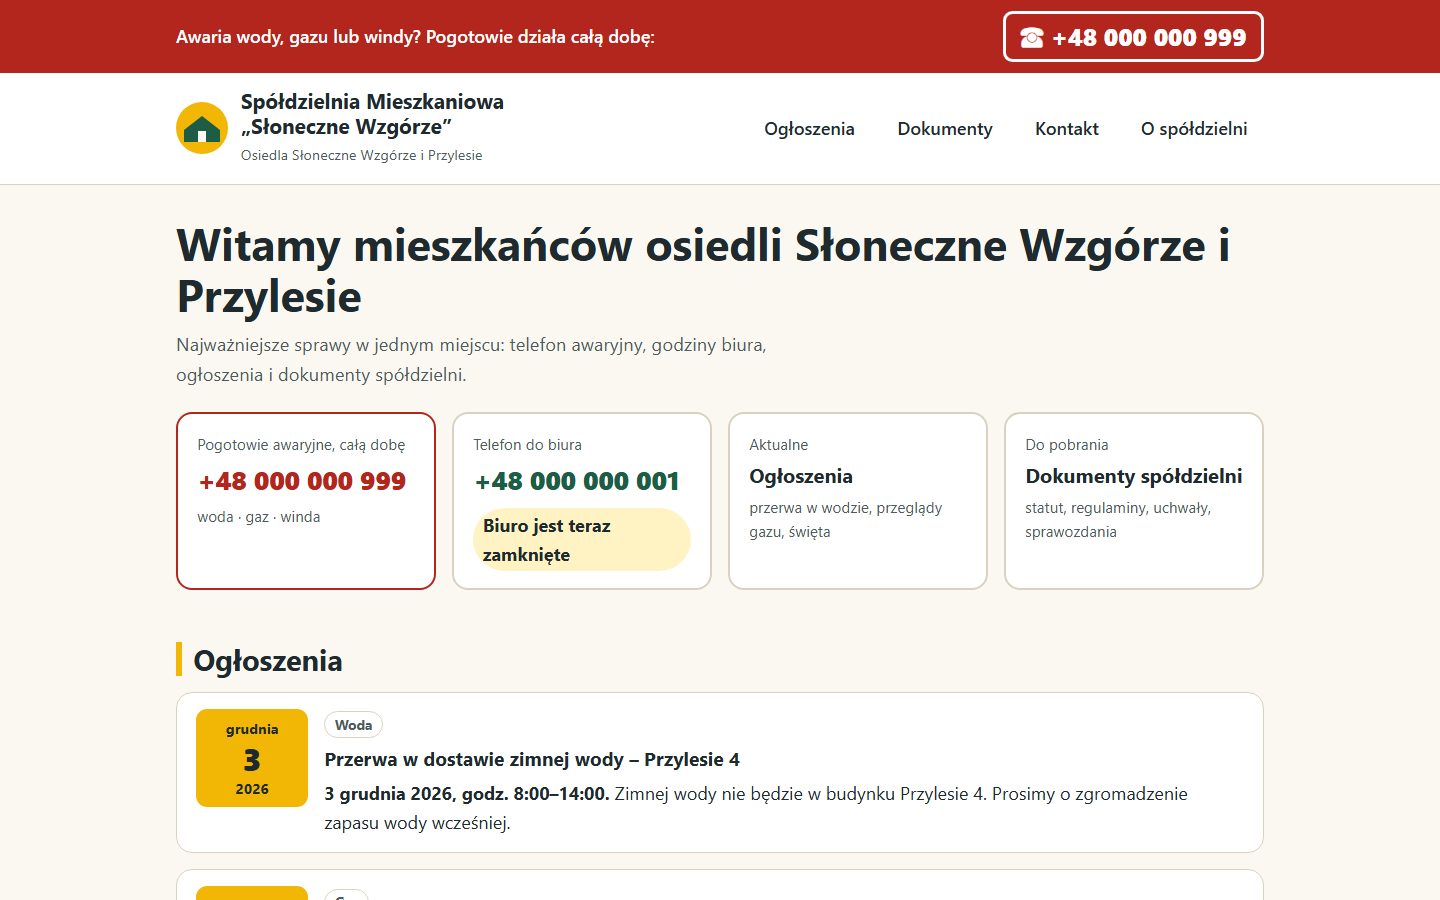 Awaria wody, gazu lub windy? Pogotowie działa całą dobę:
☎ +48 000 000 999
Spółdzielnia Mieszkaniowa
„Słoneczne Wzgórze”
Osiedla Słoneczne Wzgórze i Przylesie
Ogłoszenia
Dokumenty
Kontakt
O spółdzielni
Witamy mieszkańców osiedli Słoneczne Wzgórze i
Przylesie
Najważniejsze sprawy w jednym miejscu: telefon awaryjny, godziny biura,
ogłoszenia i dokumenty spółdzielni.
Pogotowie awaryjne, całą dobę
+48 000 000 999
woda · gaz · winda
Telefon do biura
+48 000 000 001
Biuro jest teraz
zamknięte
Aktualne
Ogłoszenia
przerwa w wodzie, przeglądy
gazu, święta
Do pobrania
Dokumenty spółdzielni
statut, regulaminy, uchwały,
sprawozdania
Ogłoszenia
grudnia
3
2026
Woda
Przerwa w dostawie zimnej wody – Przylesie 4
3 grudnia 2026, godz. 8:00–14:00. Zimnej wody nie będzie w budynku Przylesie 4. Prosimy o zgromadzenie
zapasu wody wcześniej.